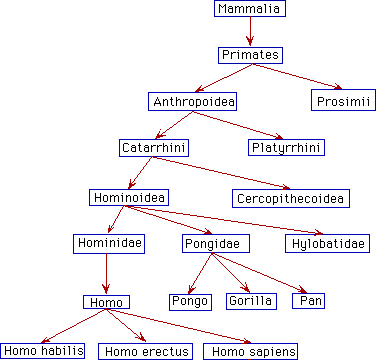 Mammalia
Primates
Anthropoidea
Prosimii
Catarrhini
Platyrrhini
Hominoidea
Cercopithecoidea
Hominidae
Pongidae
Hylobatidae
Homo
Pongo
Gorilla
Pan
Homo habilis
Homo erectus
Homo sapiens